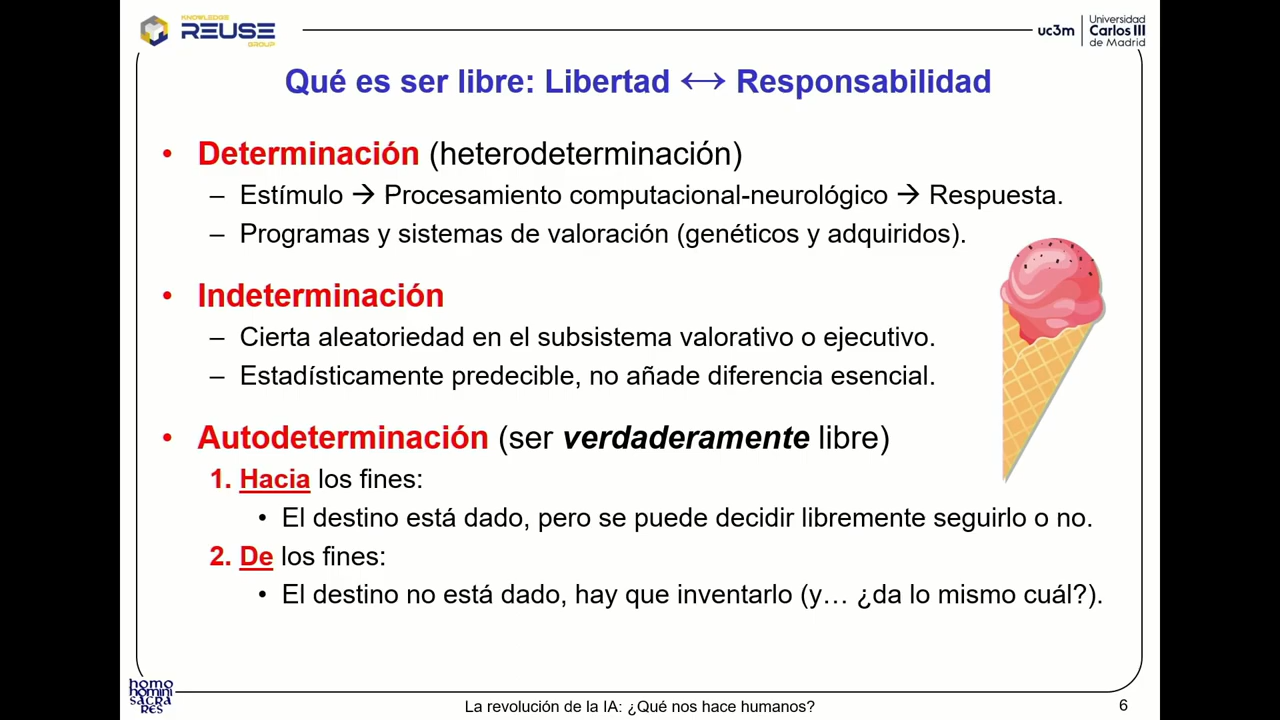 KNOWLEDGE
REUSE
GROUP
uc3m
Universidad
Carlos III
de Madrid
Qué es ser libre: Libertad ↔ Responsabilidad
• Determinación (heterodeterminación)
– Estímulo → Procesamiento computacional-neurológico → Respuesta.
– Programas y sistemas de valoración (genéticos y adquiridos).
• Indeterminación
– Cierta aleatoriedad en el subsistema valorativo o ejecutivo.
– Estadísticamente predecible, no añade diferencia esencial.
• Autodeterminación (ser verdaderamente libre)
1. Hacia los fines:
• El destino está dado, pero se puede decidir libremente seguirlo o no.
2. De los fines:
• El destino no está dado, hay que inventarlo (y… ¿da lo mismo cuál?).
homo
homini
SACRA
RES
La revolución de la IA: ¿Qué nos hace humanos?
6